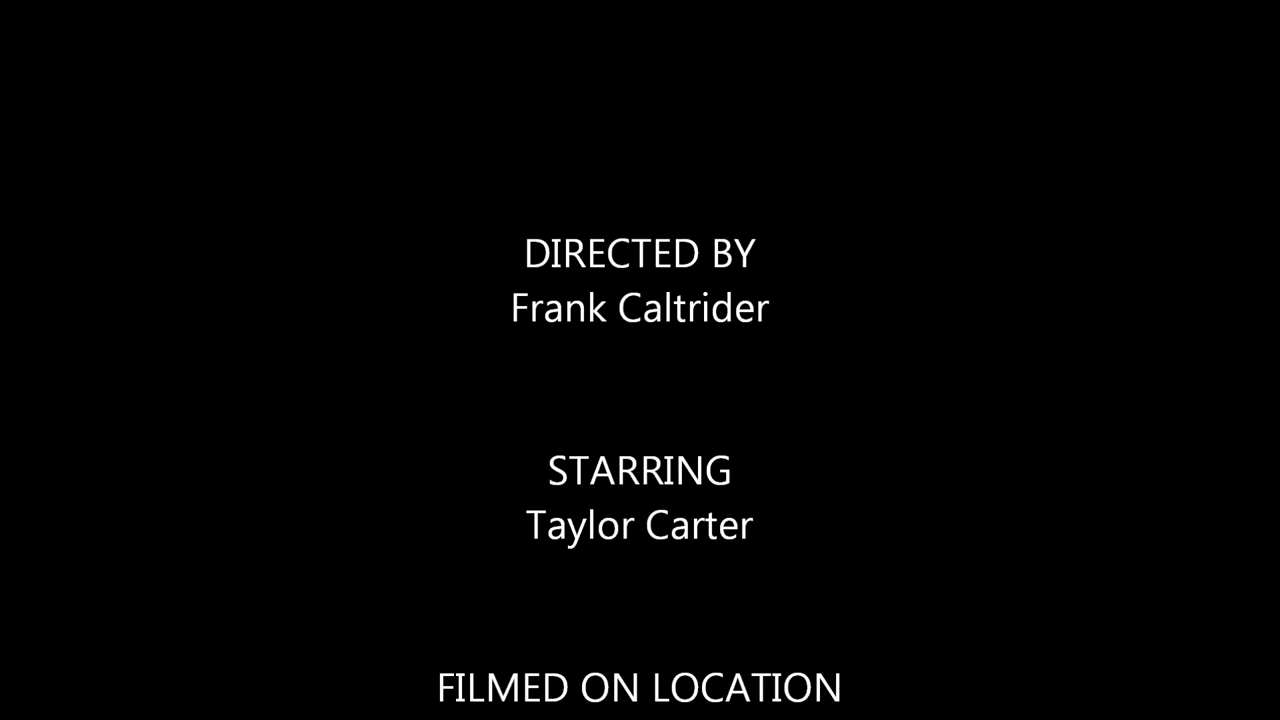 DIRECTED BY
Frank Caltrider
STARRING
Taylor Carter
FILMED ON LOCATION